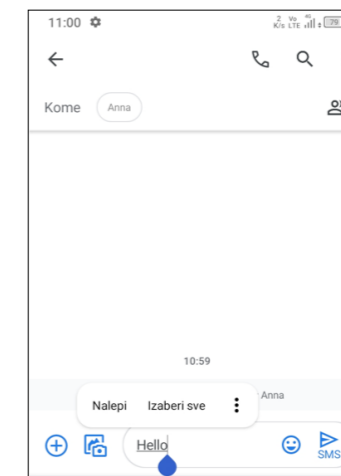 11:00 2 K/s Vo LTE 4G 79
Kome Anna
10:59
Anna
Nalepi Izaberi sve
Hello
SMS